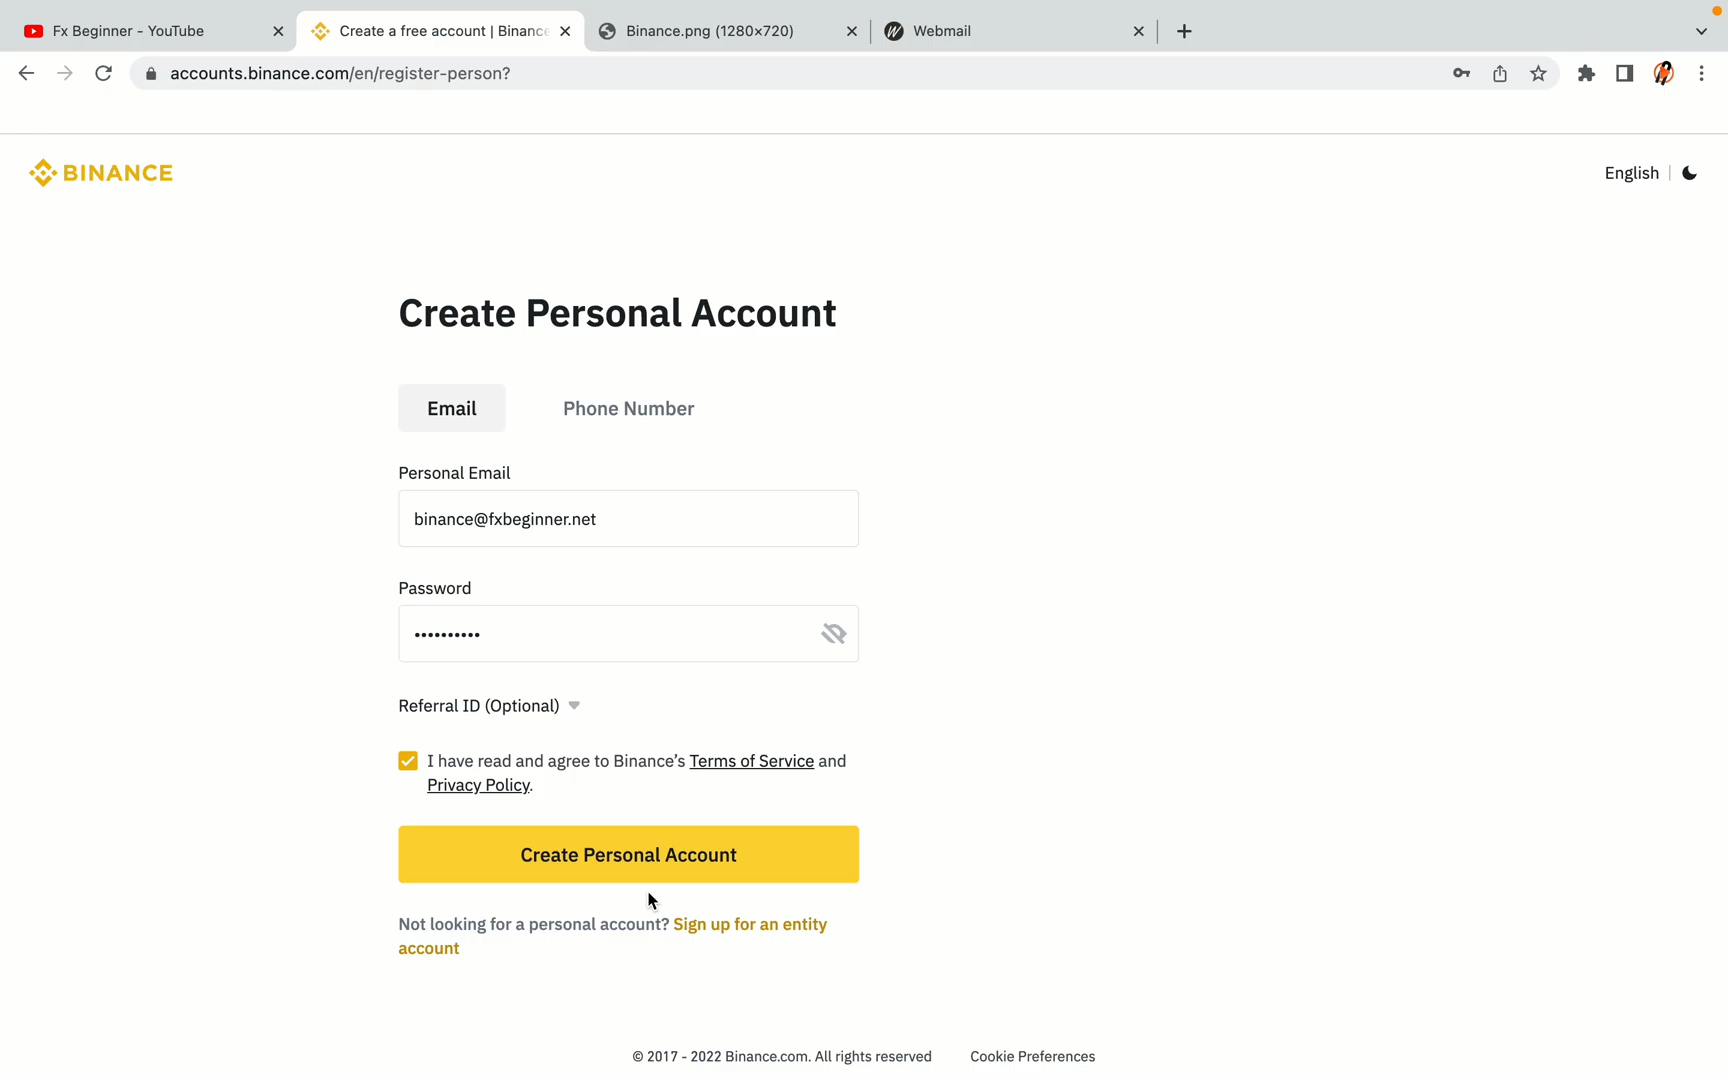 Fx Beginner - YouTube
Create a free account | Binance
Binance.png (1280×720)
Webmail
accounts.binance.com/en/register-person?
BINANCE
English
Create Personal Account
Email
Phone Number
Personal Email
binance@fxbeginner.net
Password
••••••••••
Referral ID (Optional)
I have read and agree to Binance’s Terms of Service and
Privacy Policy.
Create Personal Account
Not looking for a personal account? Sign up for an entity
account
© 2017 - 2022 Binance.com. All rights reserved
Cookie Preferences